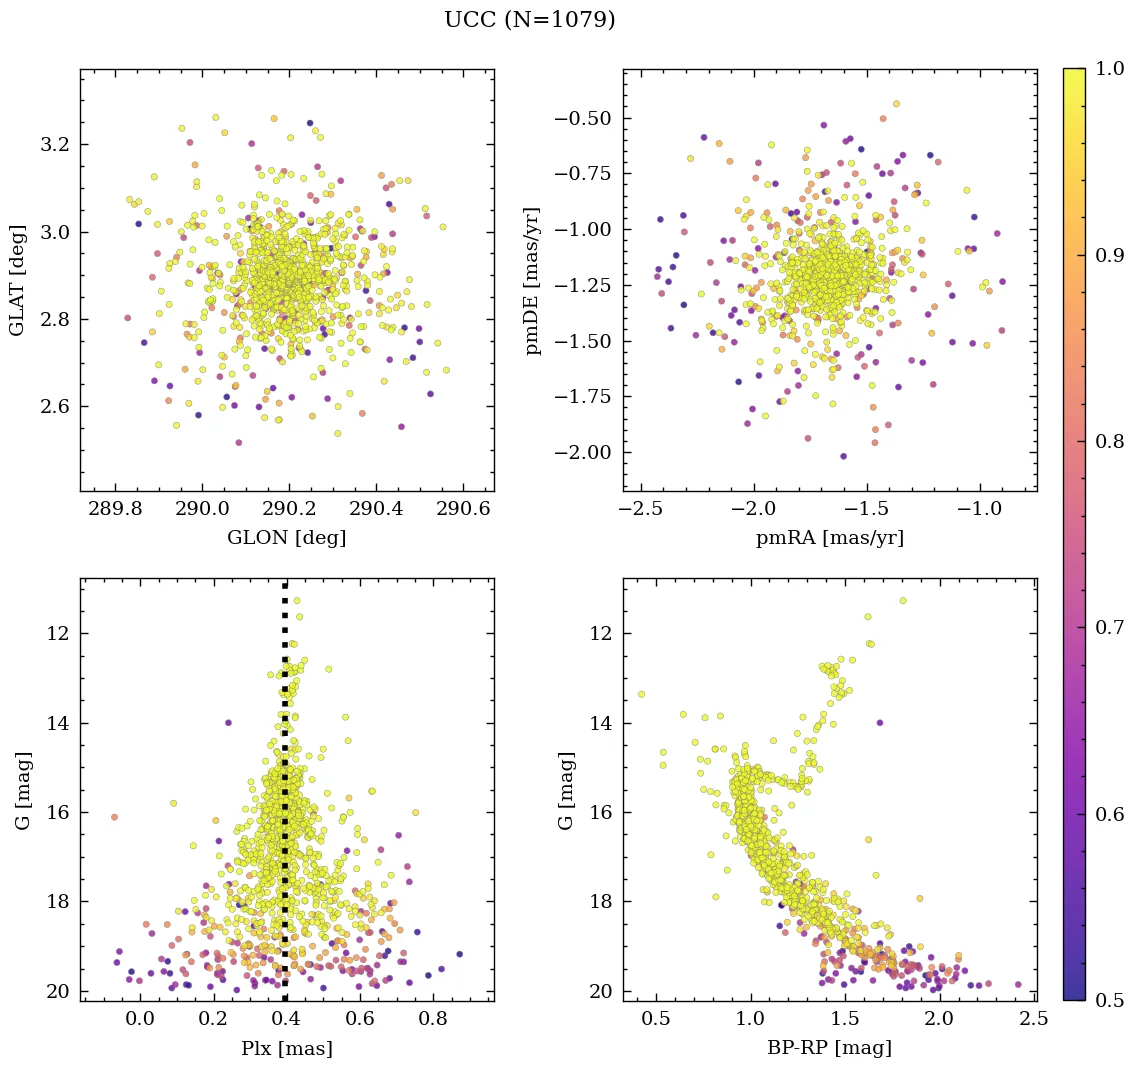 UCC (N=1079)
3.2
3.0
2.8
2.6
GLAT [deg]
289.8 290.0 290.2 290.4 290.6
GLON [deg]
−0.50
−0.75
−1.00
−1.25
−1.50
−1.75
−2.00
pmDE [mas/yr]
−2.5 −2.0 −1.5 −1.0
pmRA [mas/yr]
12
14
16
18
20
G [mag]
0.0 0.2 0.4 0.6 0.8
Plx [mas]
12
14
16
18
20
G [mag]
0.5 1.0 1.5 2.0 2.5
BP-RP [mag]
1.0
0.9
0.8
0.7
0.6
0.5